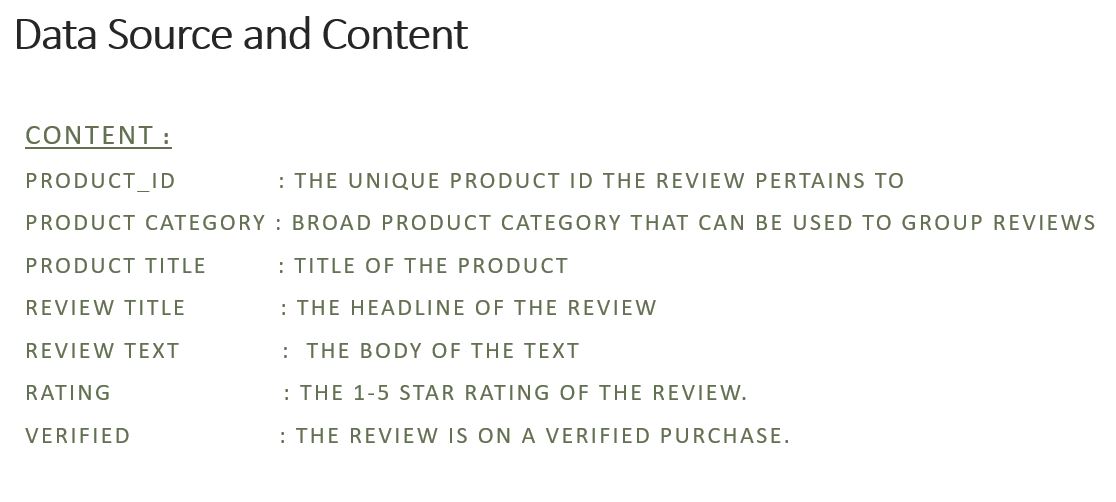 Data Source and Content
CONTENT :
PRODUCT_ID : THE UNIQUE PRODUCT ID THE REVIEW PERTAINS TO
PRODUCT CATEGORY : BROAD PRODUCT CATEGORY THAT CAN BE USED TO GROUP REVIEWS
PRODUCT TITLE : TITLE OF THE PRODUCT
REVIEW TITLE : THE HEADLINE OF THE REVIEW
REVIEW TEXT : THE BODY OF THE TEXT
RATING : THE 1-5 STAR RATING OF THE REVIEW.
VERIFIED : THE REVIEW IS ON A VERIFIED PURCHASE.